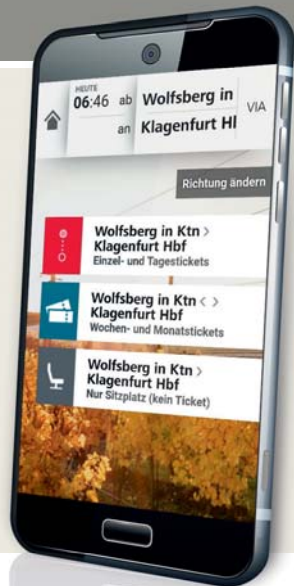 HEUTE
06:46 ab Wolfsberg in
VIA
an Klagenfurt Hl
Richtung ändern
Wolfsberg in Ktn >
Klagenfurt Hbf
Einzel- und Tagestickets
Wolfsberg in Ktn < >
Klagenfurt Hbf
Wochen- und Monatstickets
Wolfsberg in Ktn >
Klagenfurt Hbf
Nur Sitzplatz (kein Ticket)